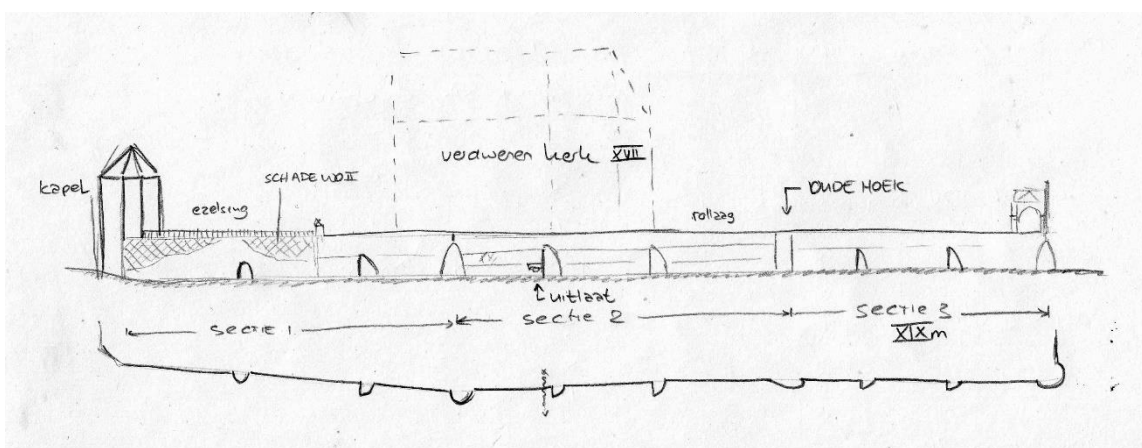 verdwenen kerk XVII
kapel
SCHADE WO II
ezelsrug
rollaag
OUDE HOEK
uitlaat
sectie 1
sectie 2
sectie 3
XIXm